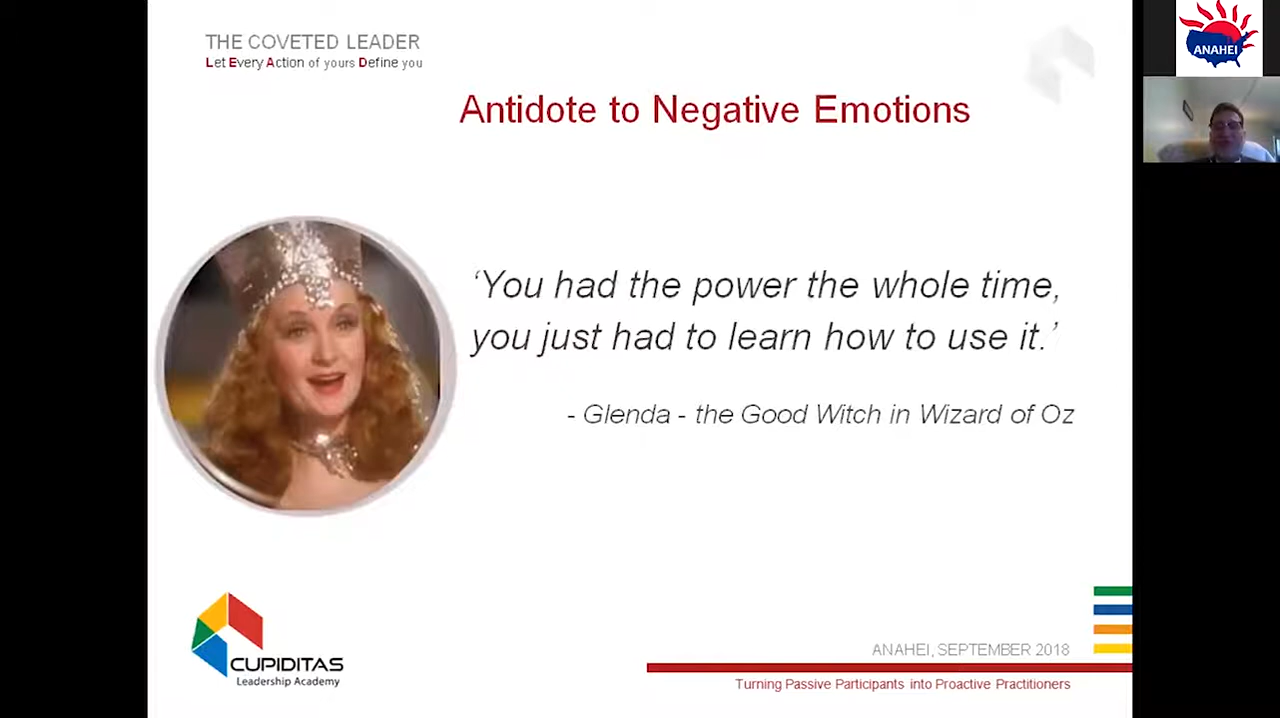 THE COVETED LEADER
Let Every Action of yours Define you
Antidote to Negative Emotions
‘You had the power the whole time,
you just had to learn how to use it.’
- Glenda - the Good Witch in Wizard of Oz
CUPIDITAS
Leadership Academy
ANAHEI, SEPTEMBER 2018
Turning Passive Participants into Proactive Practitioners
ANAHEI